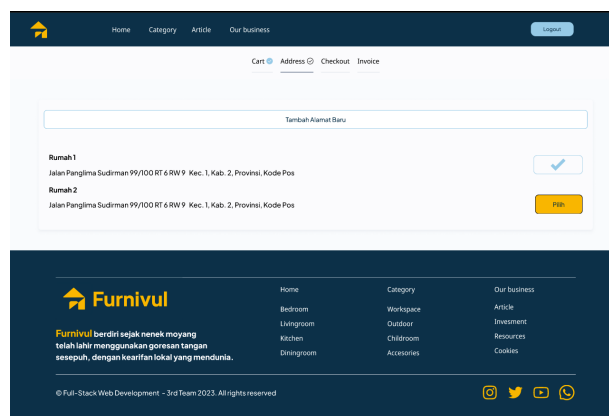 Home Category Article Our business Logout
Cart Address Checkout Invoice
Tambah Alamat Baru
Rumah 1
Jalan Panglima Sudirman 99/100 RT 6 RW 9 Kec. 1, Kab. 2, Provinsi, Kode Pos
Rumah 2
Jalan Panglima Sudirman 99/100 RT 6 RW 9 Kec. 1, Kab. 2, Provinsi, Kode Pos
Pilih
Furnivul
Furnivul berdiri sejak nenek moyang
telah lahir menggunakan goresan tangan
sesepuh, dengan kearifan lokal yang mendunia.
Home
Bedroom
Livingroom
Kitchen
Diningroom
Category
Workspace
Outdoor
Childroom
Accesories
Our business
Article
Invesment
Resources
Cookies
© Full-Stack Web Development - 3rd Team 2023. All rights reserved